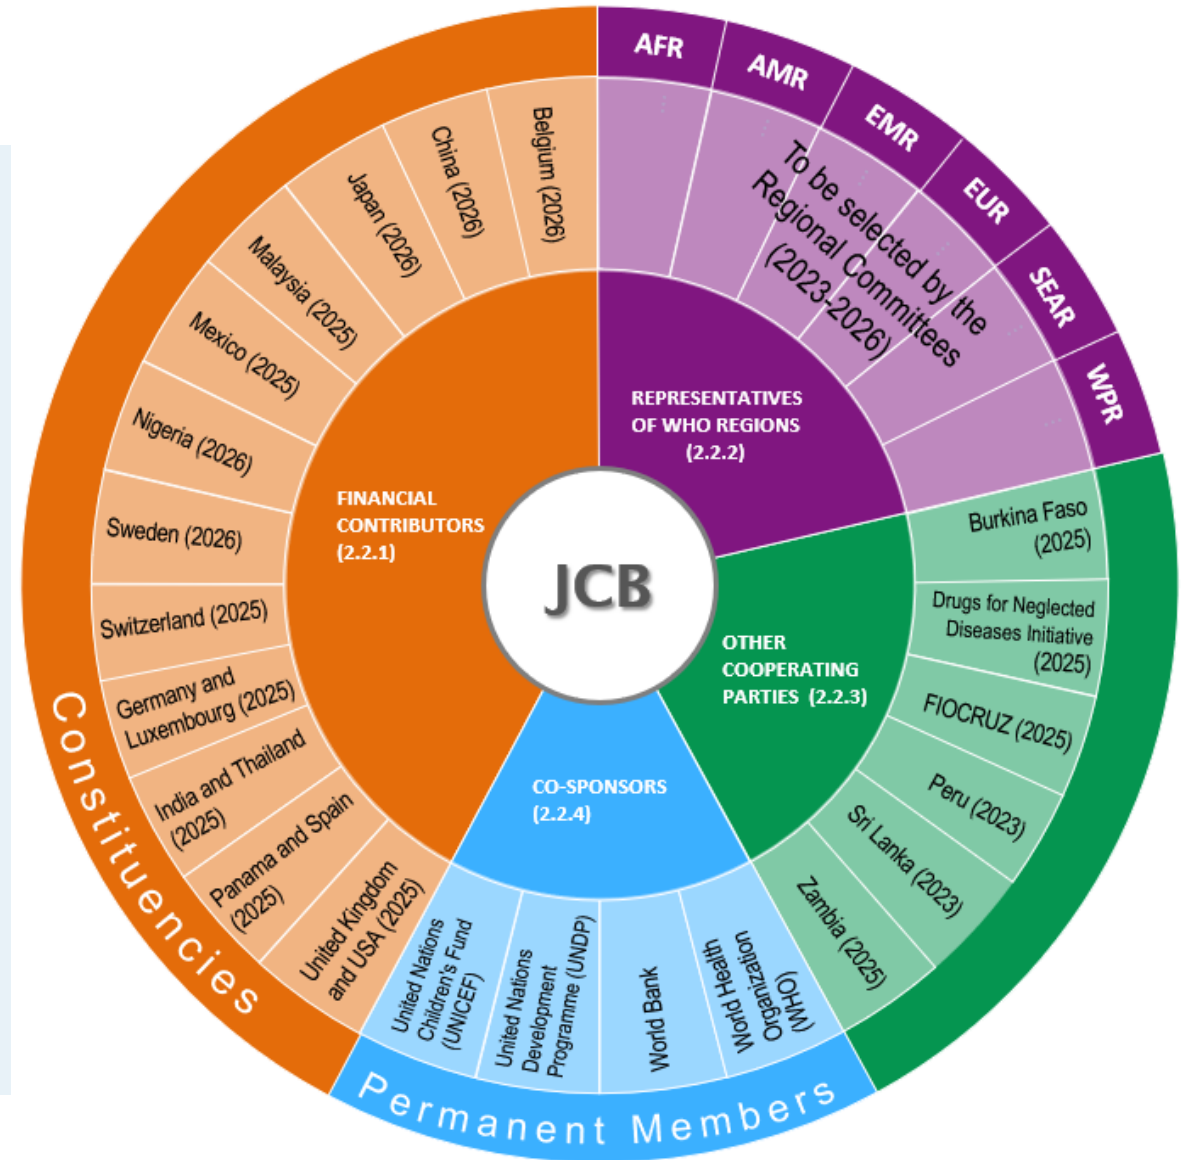 AFR
AMR
EMR
EUR
SEAR
WPR
To be selected by the
Regional Committees
(2023-2026)
REPRESENTATIVES
OF WHO REGIONS
(2.2.2)
Burkina Faso
(2025)
Drugs for Neglected
Diseases Initiative
(2025)
FIOCRUZ (2025)
Peru (2023)
Sri Lanka (2023)
Zambia (2025)
OTHER
COOPERATING
PARTIES (2.2.3)
World Health
Organization
(WHO)
World Bank
United Nations
Development
Programme (UNDP)
United Nations
Children's Fund
(UNICEF)
CO-SPONSORS
(2.2.4)
Permanent Members
United Kingdom
and USA (2025)
Panama and Spain
(2025)
India and Thailand
(2025)
Germany and
Luxembourg (2025)
Switzerland (2025)
Sweden (2026)
Nigeria (2026)
Mexico (2025)
Malaysia (2025)
Japan (2026)
China (2026)
Belgium (2026)
FINANCIAL
CONTRIBUTORS
(2.2.1)
Constituencies
JCB